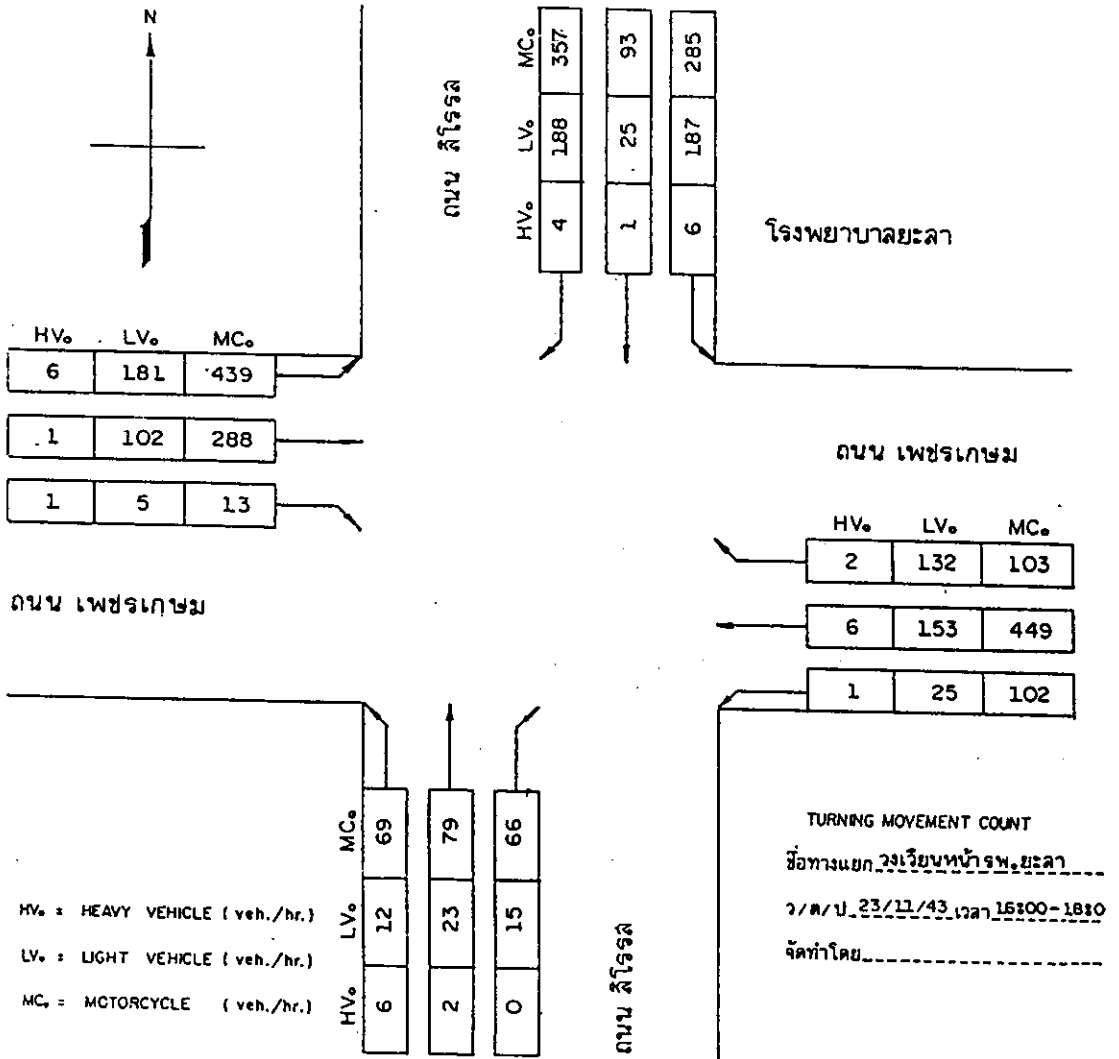 N
ถนน สิโรรส
MC. 357 93 285
LV. 188 25 187
HV. 4 1 6
โรงพยาบาลยะลา
HV. LV. MC.
6 181 439
1 102 288
1 5 13
ถนน เพชรเกษม
ถนน เพชรเกษม
HV. LV. MC.
2 132 103
6 153 449
1 25 102
MC. 69 79 66
LV. 12 23 15
HV. 6 2 0
ถนน สิโรรส
HV. = HEAVY VEHICLE (veh./hr.)
LV. = LIGHT VEHICLE (veh./hr.)
MC. = MOTORCYCLE (veh./hr.)
TURNING MOVEMENT COUNT
ชื่อทางแยก วงเวียนหน้า รพ.ยะลา
ว/ด/ป 23/11/43 เวลา 16:00-18:0
จัดทำโดย